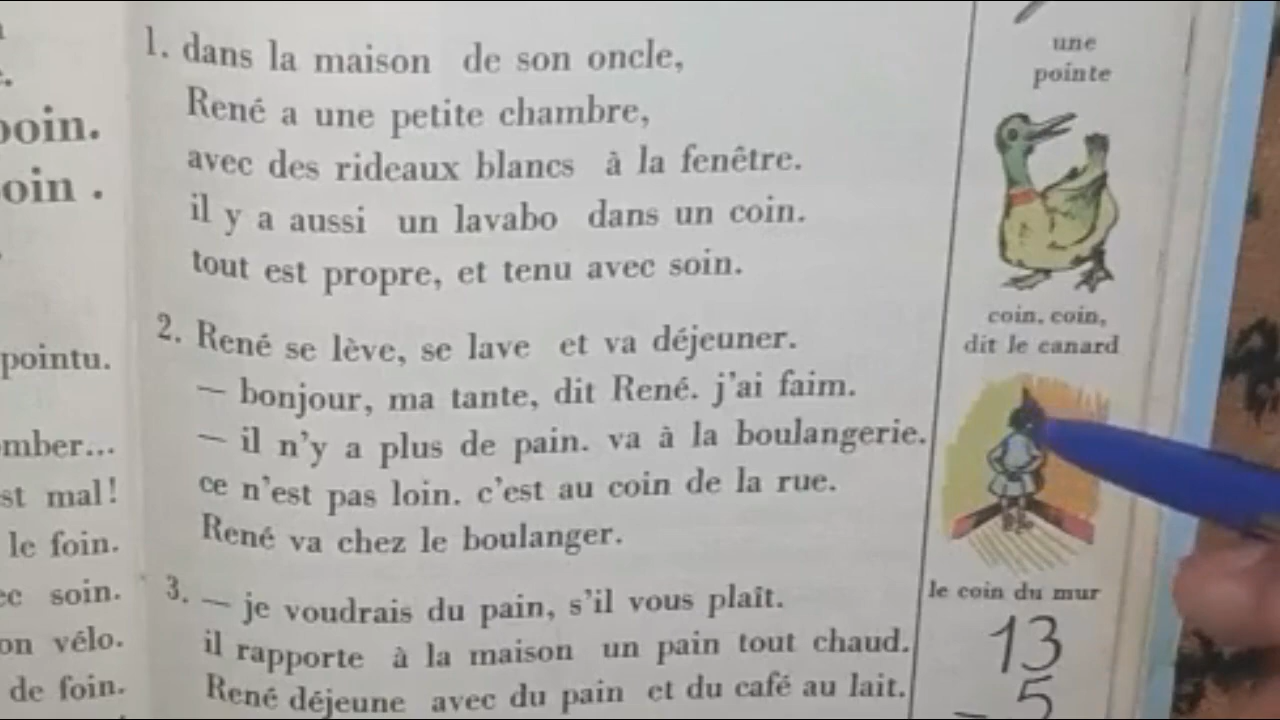 poin.
oin.
pointu.
mber...
st mal!
le foin.
ec soin.
on vélo.
de foin.
1. dans la maison de son oncle,
René a une petite chambre,
avec des rideaux blancs à la fenêtre.
il y a aussi un lavabo dans un coin.
tout est propre, et tenu avec soin.
2. René se lève, se lave et va déjeuner.
— bonjour, ma tante, dit René. j'ai faim.
— il n'y a plus de pain. va à la boulangerie.
ce n'est pas loin. c'est au coin de la rue.
René va chez le boulanger.
3. — je voudrais du pain, s'il vous plaît.
il rapporte à la maison un pain tout chaud.
René déjeune avec du pain et du café au lait.
une
pointe
coin, coin,
dit le canard
le coin du mur
13
- 5